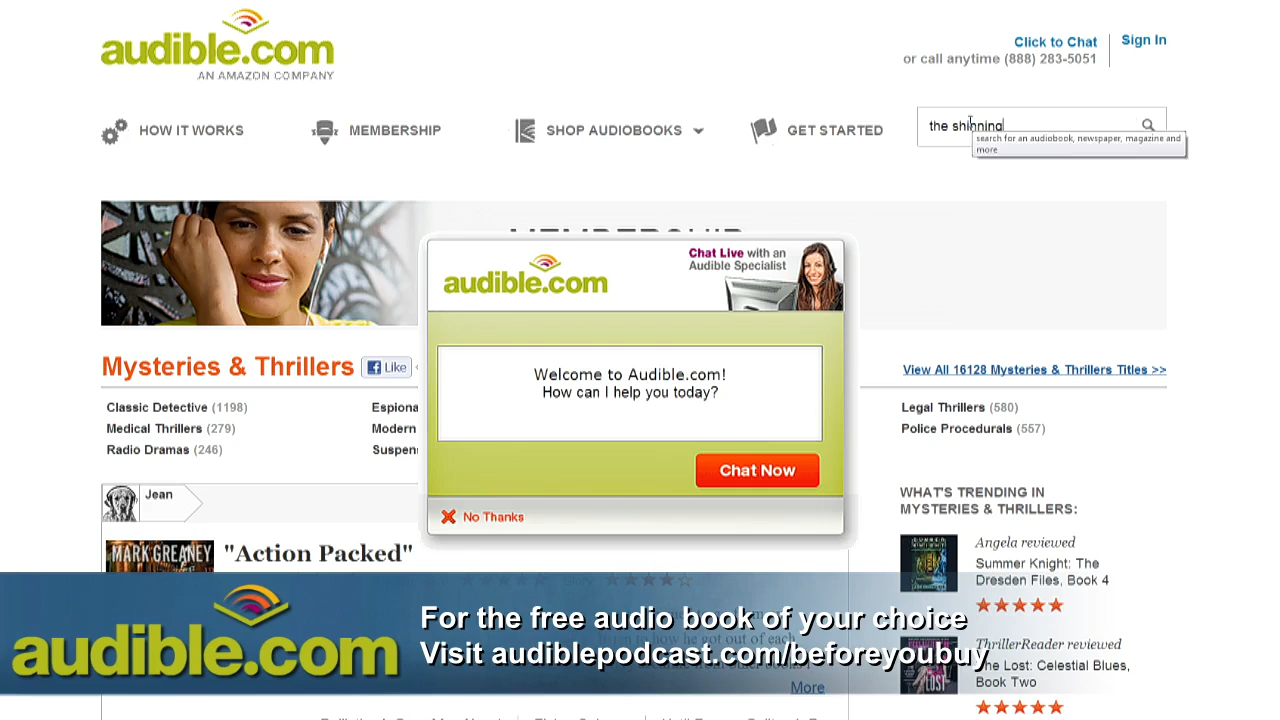 audible.com
AN AMAZON COMPANY
Click to Chat
Sign In
or call anytime (888) 283-5051
HOW IT WORKS
MEMBERSHIP
SHOP AUDIOBOOKS
GET STARTED
the shinning
search for an audiobook, newspaper, magazine and
more
audible.com
Chat Live with an
Audible Specialist
Welcome to Audible.com!
How can I help you today?
Chat Now
No Thanks
Mysteries & Thrillers
Like
View All 16128 Mysteries & Thrillers Titles >>
Classic Detective (1198)
Medical Thrillers (279)
Radio Dramas (246)
Espiona
Modern
Suspen
Legal Thrillers (580)
Police Procedurals (557)
Jean
MARK GREANEY
"Action Packed"
WHAT'S TRENDING IN
MYSTERIES & THRILLERS:
Angela reviewed
Summer Knight: The
Dresden Files, Book 4
ThrillerReader reviewed
The Lost: Celestial Blues,
Book Two
LOST
More
audible.com
For the free audio book of your choice
Visit audiblepodcast.com/beforeyoubuy